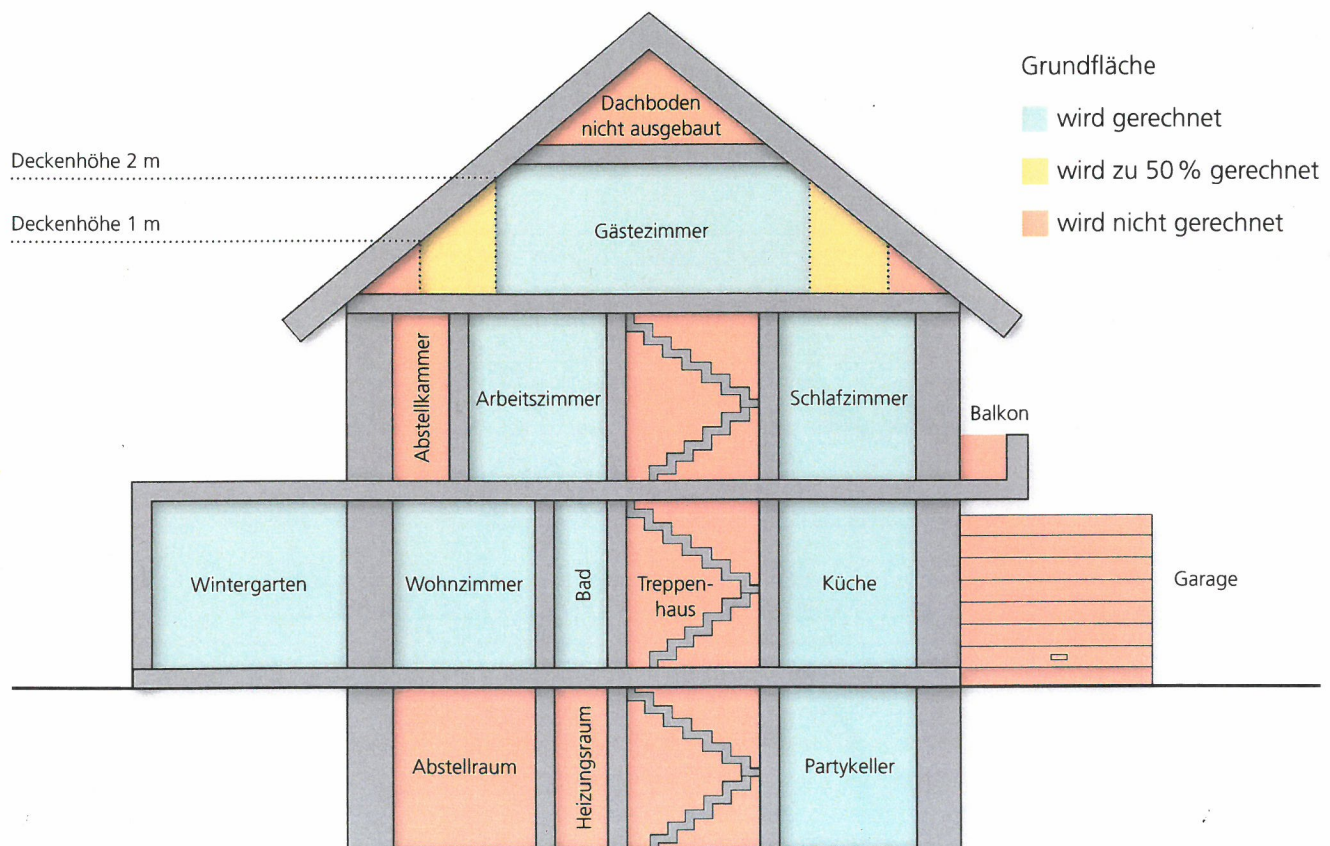 Grundfläche
wird gerechnet
wird zu 50 % gerechnet
wird nicht gerechnet
Dachboden
nicht ausgebaut
Deckenhöhe 2 m
Deckenhöhe 1 m
Gästezimmer
Abstellkammer
Arbeitszimmer
Schlafzimmer
Balkon
Wintergarten
Wohnzimmer
Bad
Treppen-
haus
Küche
Garage
Abstellraum
Heizungsraum
Partykeller